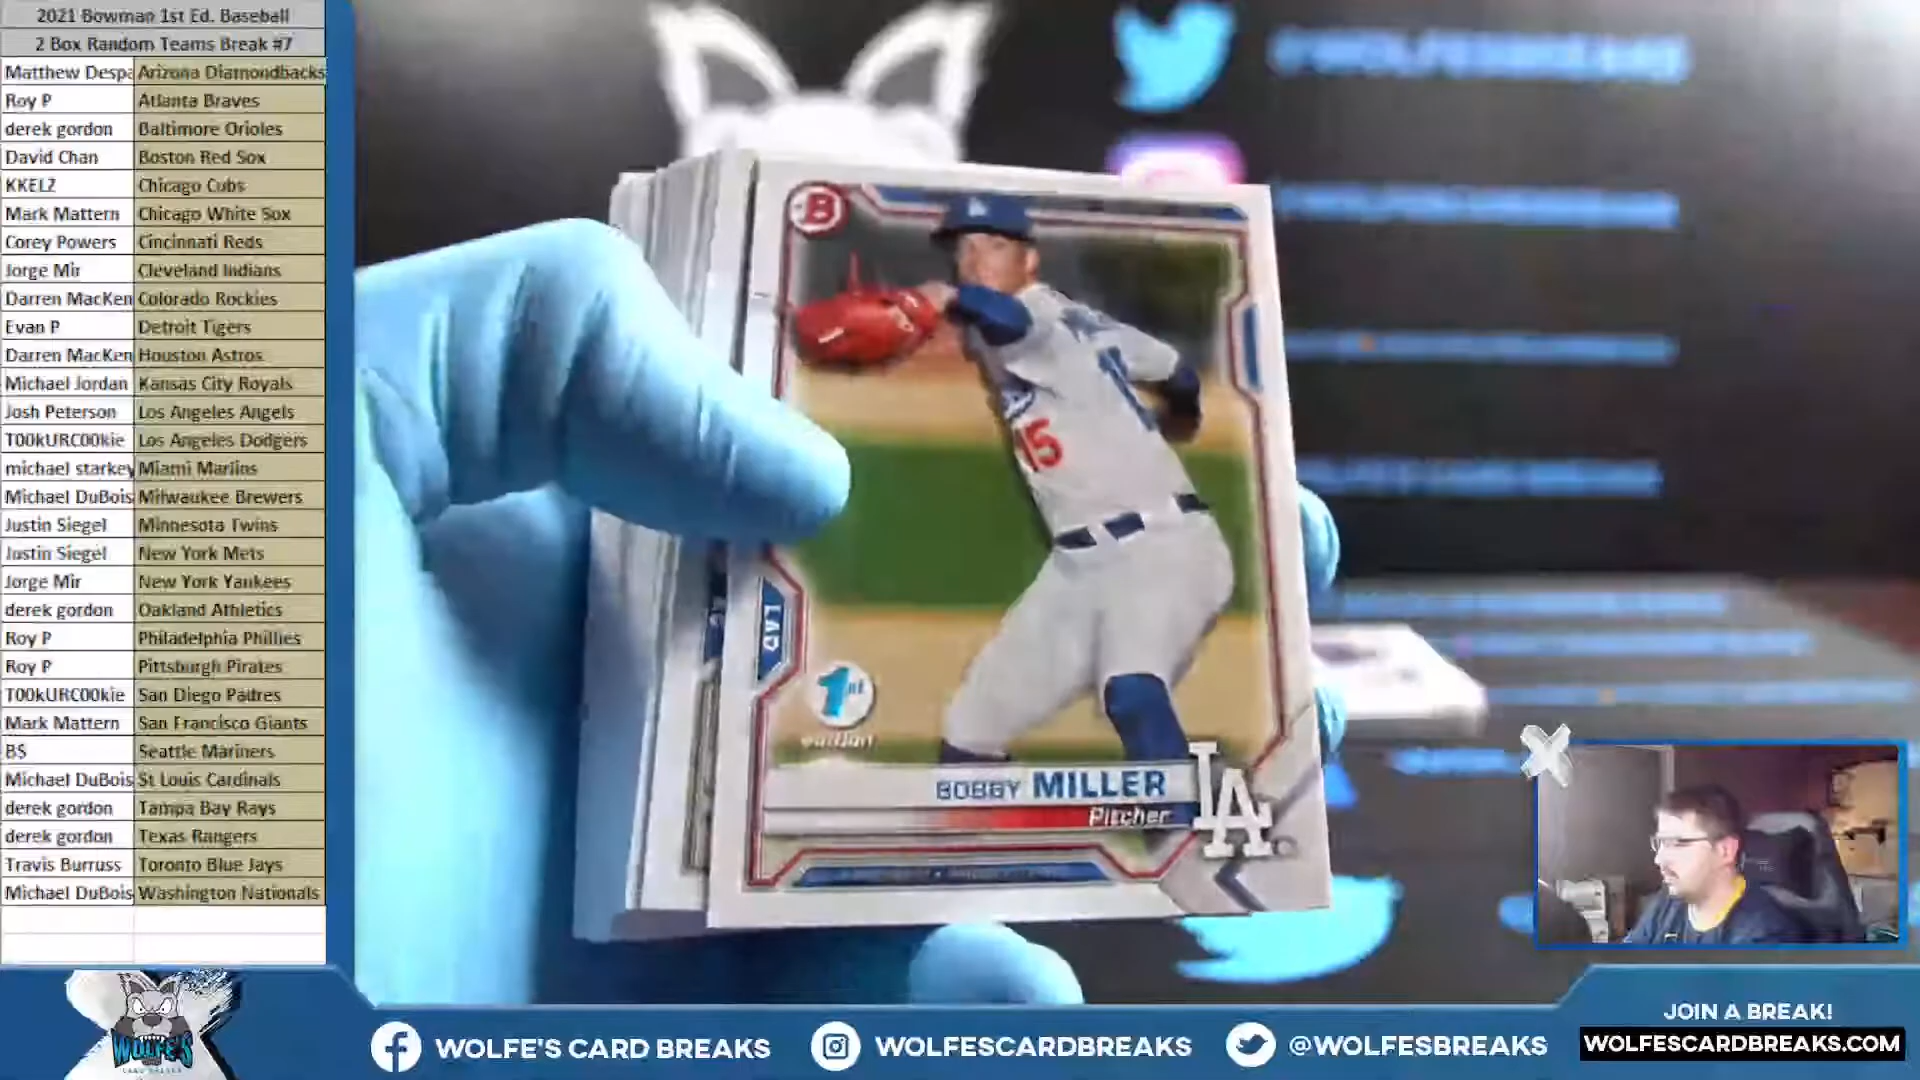 2021 Bowman 1st Ed. Baseball
2 Box Random Teams Break #7
Matthew Despa Arizona Diamondbacks
Roy P Atlanta Braves
derek gordon Baltimore Orioles
David Chan Boston Red Sox
KKELZ Chicago Cubs
Mark Mattern Chicago White Sox
Corey Powers Cincinnati Reds
Jorge Mir Cleveland Indians
Darren MacKen Colorado Rockies
Evan P Detroit Tigers
Darren MacKen Houston Astros
Michael Jordan Kansas City Royals
Josh Peterson Los Angeles Angels
T00kURC00kie Los Angeles Dodgers
michael starkey Miami Marlins
Michael DuBois Milwaukee Brewers
Justin Siegel Minnesota Twins
Justin Siegel New York Mets
Jorge Mir New York Yankees
derek gordon Oakland Athletics
Roy P Philadelphia Phillies
Roy P Pittsburgh Pirates
T00kURC00kie San Diego Padres
Mark Mattern San Francisco Giants
BS Seattle Mariners
Michael DuBois St Louis Cardinals
derek gordon Tampa Bay Rays
derek gordon Texas Rangers
Travis Burruss Toronto Blue Jays
Michael DuBois Washington Nationals
@WOLFESBREAKS
B
15
LAD
1st
edition
BOBBY MILLER
Pitcher
LA
WOLFE'S
CARD BREAKS
WOLFE'S CARD BREAKS
WOLFESCARDBREAKS
@WOLFESBREAKS
JOIN A BREAK!
WOLFESCARDBREAKS.COM